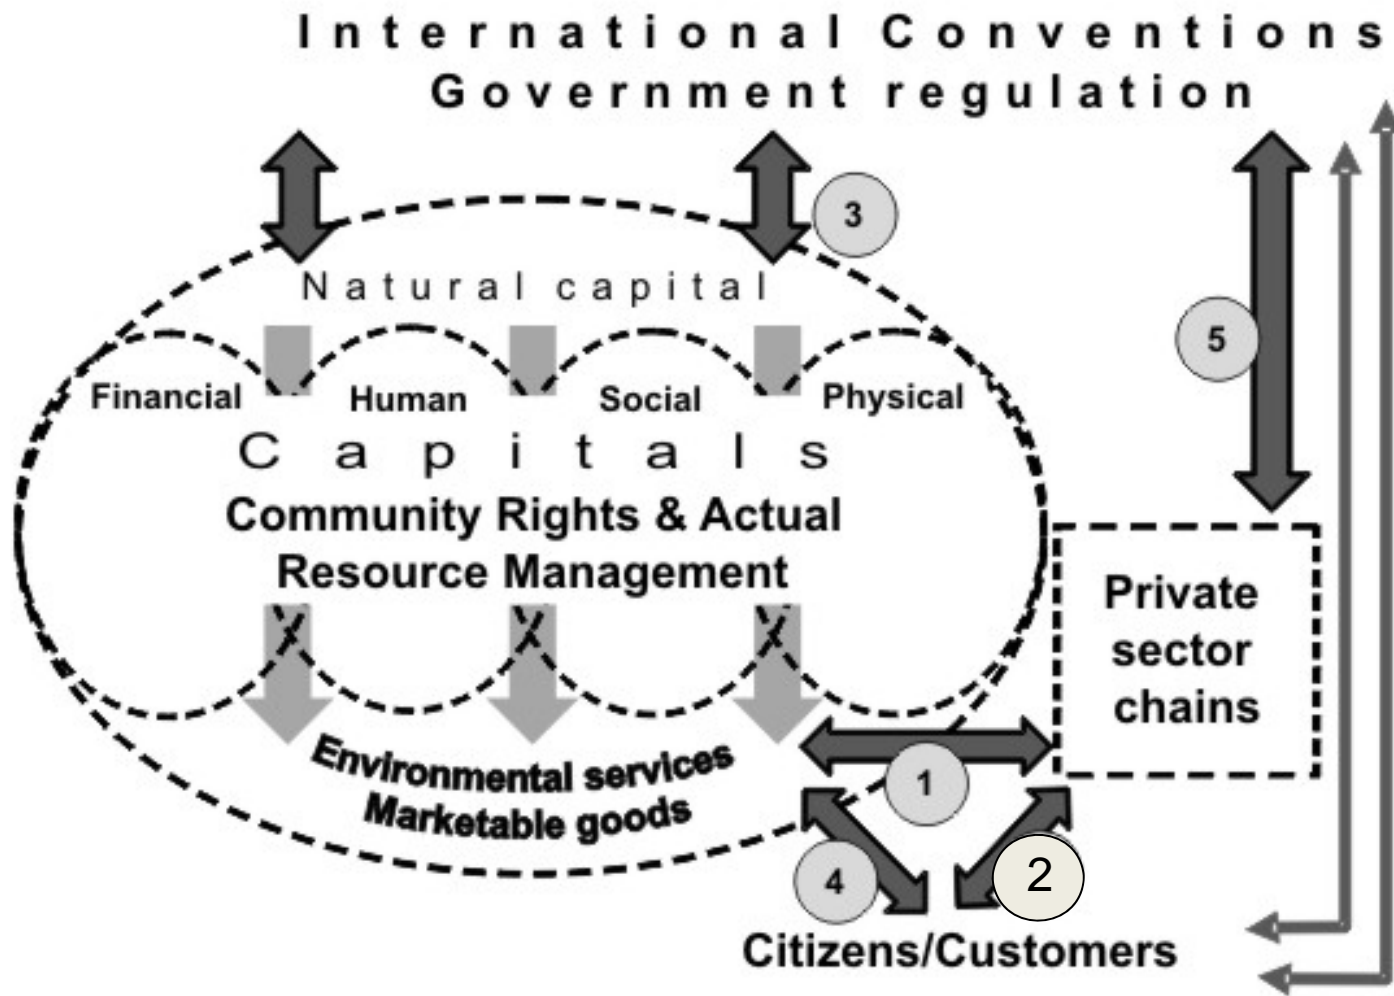 International Conventions
Government regulation
3
Natural capital
5
Financial Human Social Physical
Capitals
Community Rights & Actual
Resource Management
Private
sector
chains
Environmental services
Marketable goods
1
4
2
Citizens/Customers